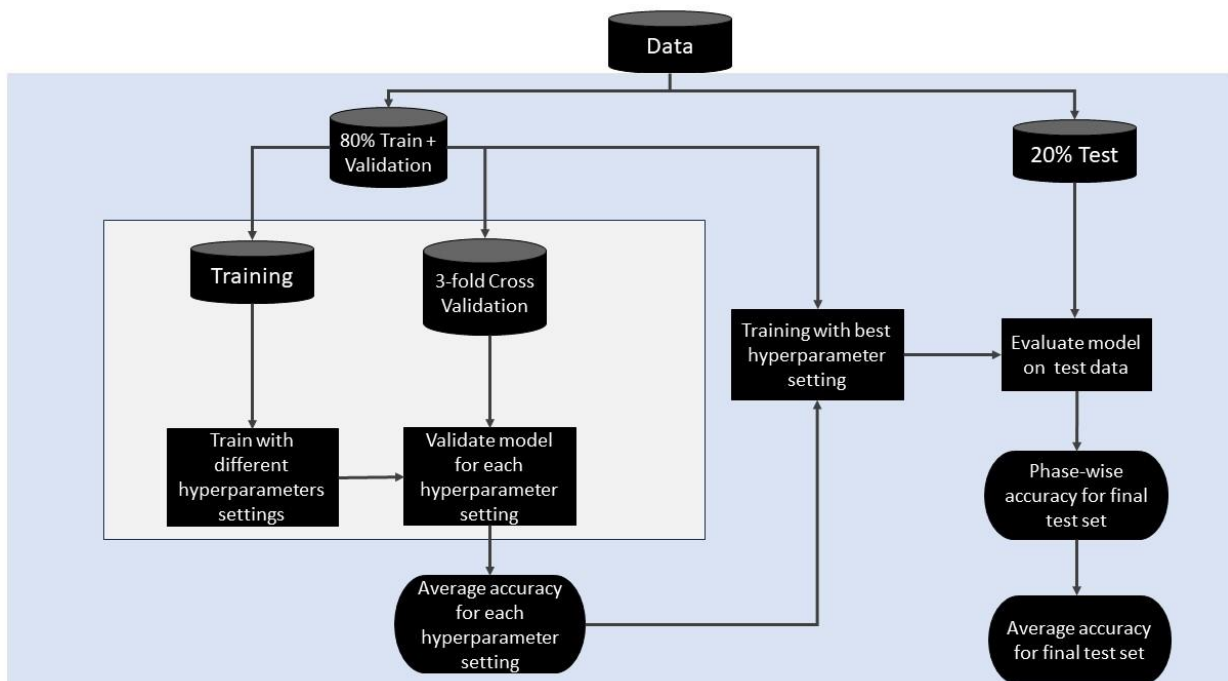 Data
80% Train +
Validation
20% Test
Training
3-fold Cross
Validation
Training with best
hyperparameter
setting
Evaluate model
on test data
Train with
different
hyperparameters
settings
Validate model
for each
hyperparameter
setting
Phase-wise
accuracy for final
test set
Average accuracy
for each
hyperparameter
setting
Average accuracy
for final test set